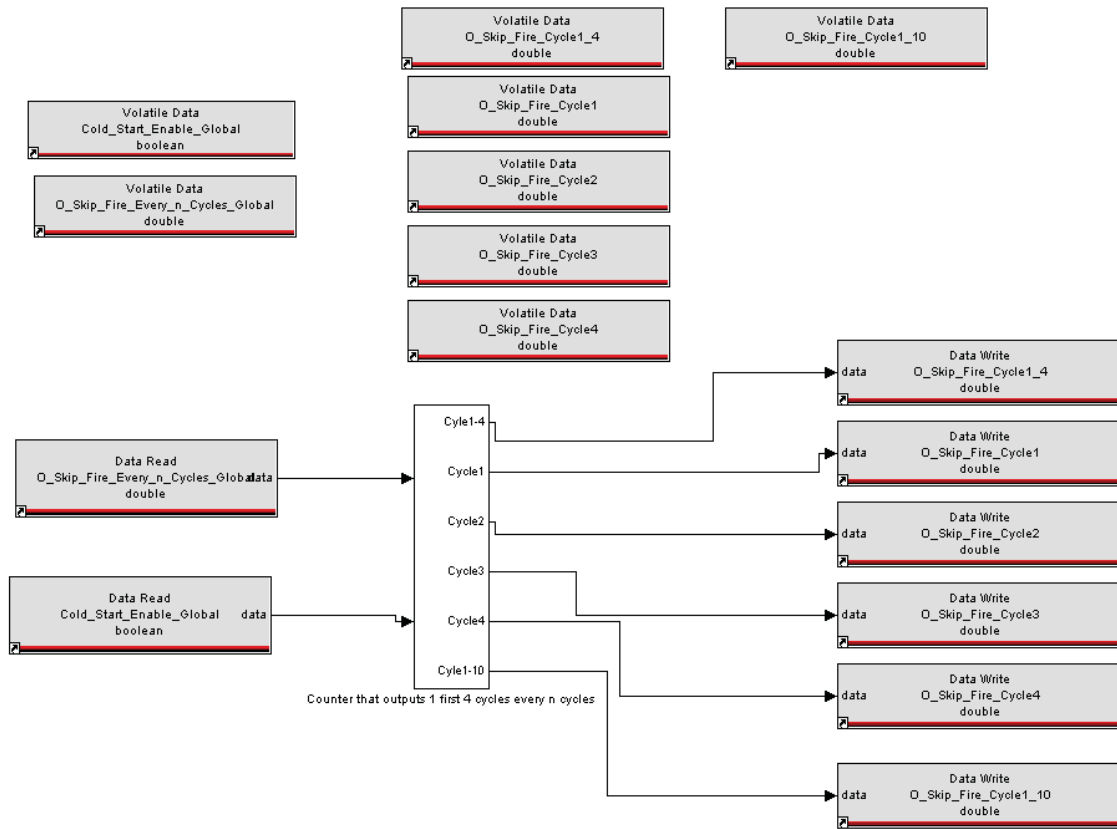 Volatile Data
O_Skip_Fire_Cycle1_4
double
Volatile Data
O_Skip_Fire_Cycle1_10
double
Volatile Data
O_Skip_Fire_Cycle1
double
Volatile Data
Cold_Start_Enable_Global
boolean
Volatile Data
O_Skip_Fire_Cycle2
double
Volatile Data
O_Skip_Fire_Every_n_Cycles_Global
double
Volatile Data
O_Skip_Fire_Cycle3
double
Volatile Data
O_Skip_Fire_Cycle4
double
Data Read
O_Skip_Fire_Every_n_Cycles_Global
double
data
Data Read
Cold_Start_Enable_Global
boolean
data
Cyle1-4
Cycle1
Cycle2
Cycle3
Cycle4
Cyle1-10
Counter that outputs 1 first 4 cycles every n cycles
data
Data Write
O_Skip_Fire_Cycle1_4
double
data
Data Write
O_Skip_Fire_Cycle1
double
data
Data Write
O_Skip_Fire_Cycle2
double
data
Data Write
O_Skip_Fire_Cycle3
double
data
Data Write
O_Skip_Fire_Cycle4
double
data
Data Write
O_Skip_Fire_Cycle1_10
double